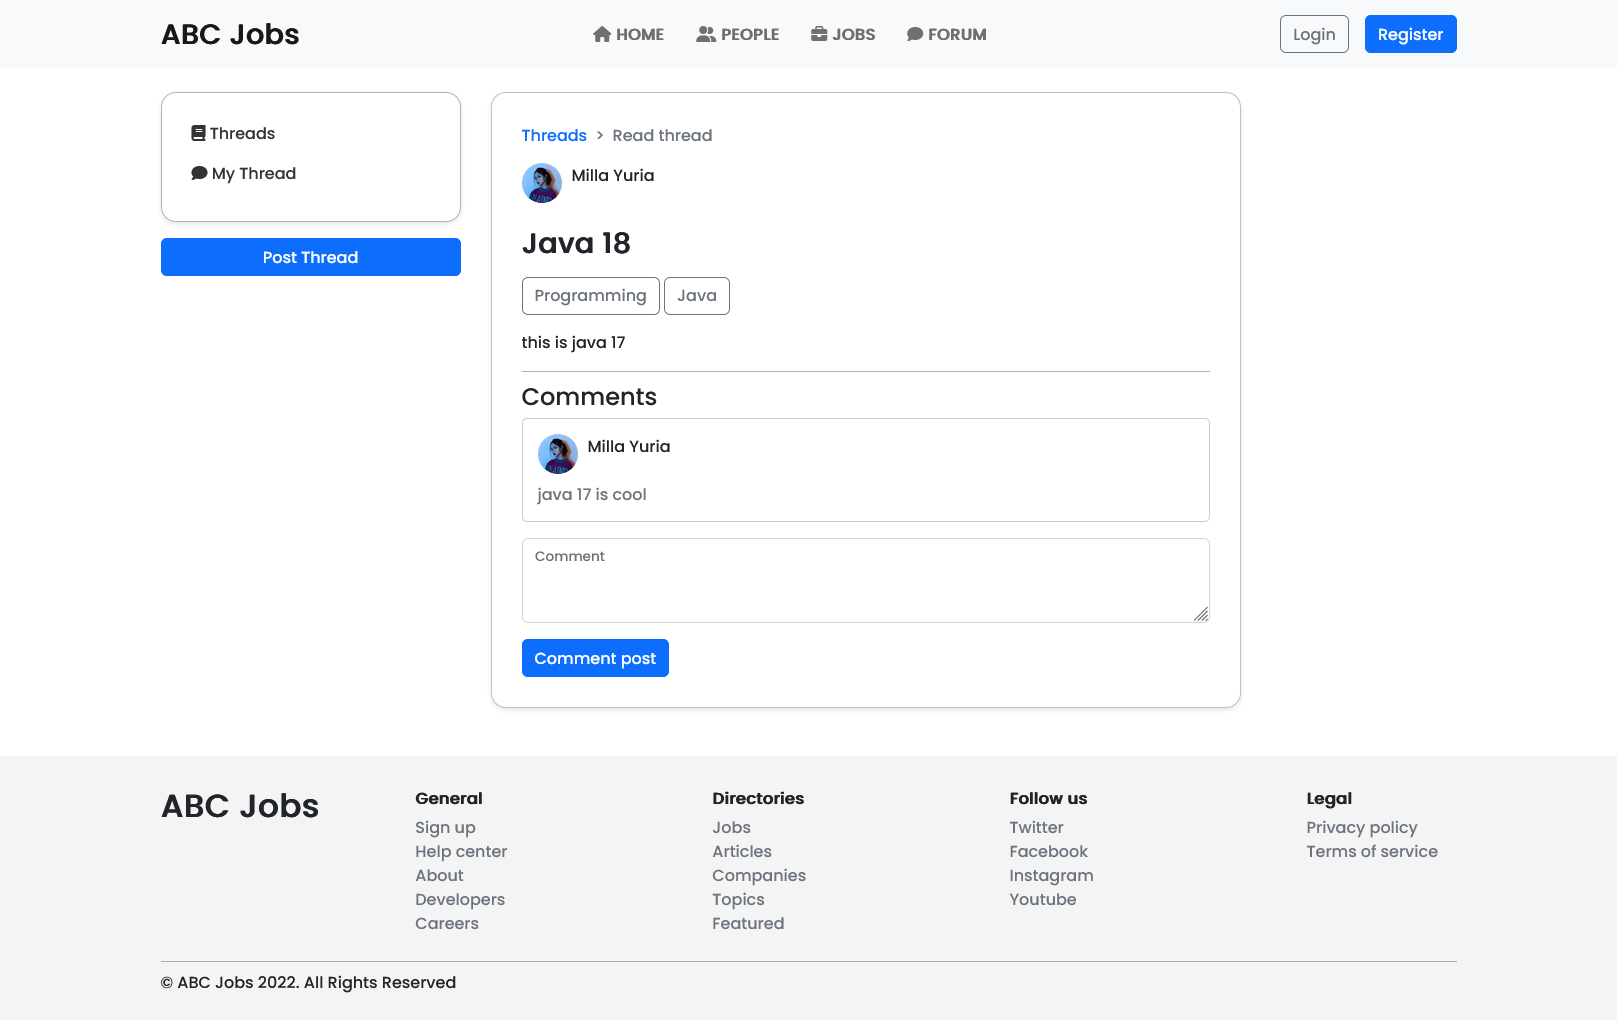 ABC Jobs
HOME
PEOPLE
JOBS
FORUM
Login
Register
Threads
My Thread
Post Thread
Threads > Read thread
Milla Yuria
Java 18
Programming
Java
this is java 17
Comments
Milla Yuria
java 17 is cool
Comment
Comment post
ABC Jobs
General
Sign up
Help center
About
Developers
Careers
Directories
Jobs
Articles
Companies
Topics
Featured
Follow us
Twitter
Facebook
Instagram
Youtube
Legal
Privacy policy
Terms of service
© ABC Jobs 2022. All Rights Reserved